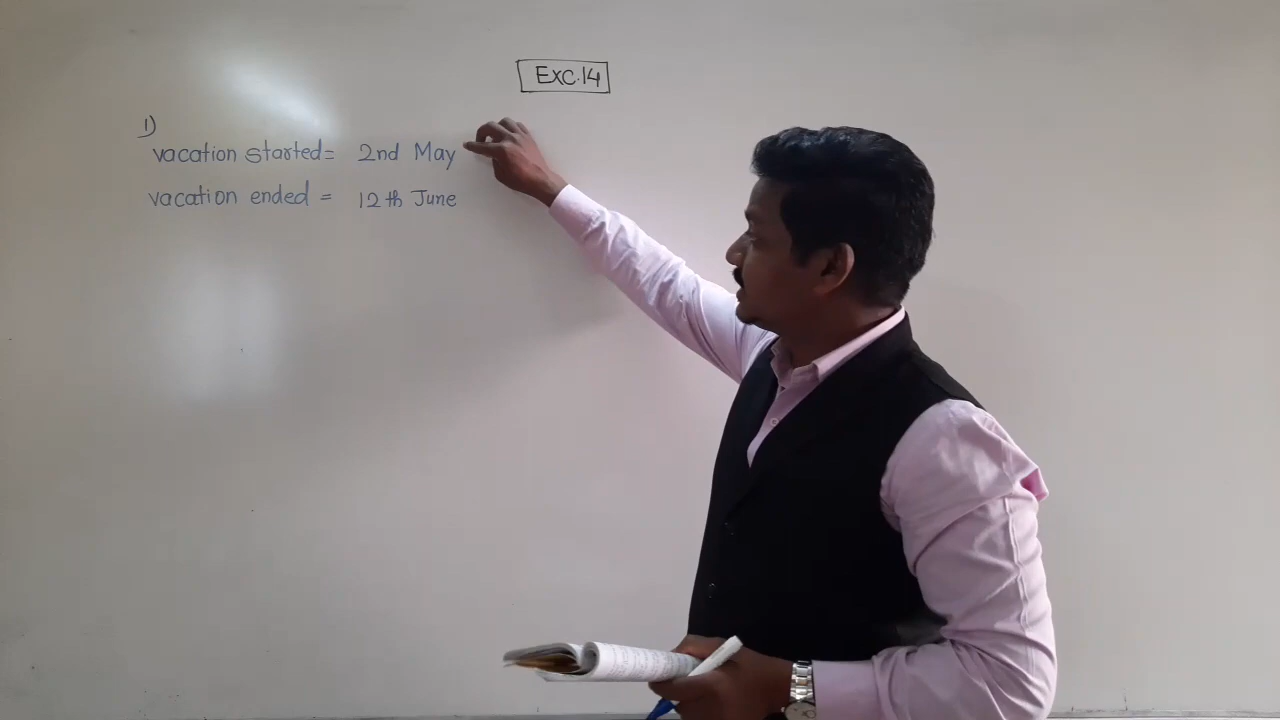 Exc.14
1)
vacation started= 2nd May
vacation ended = 12th June